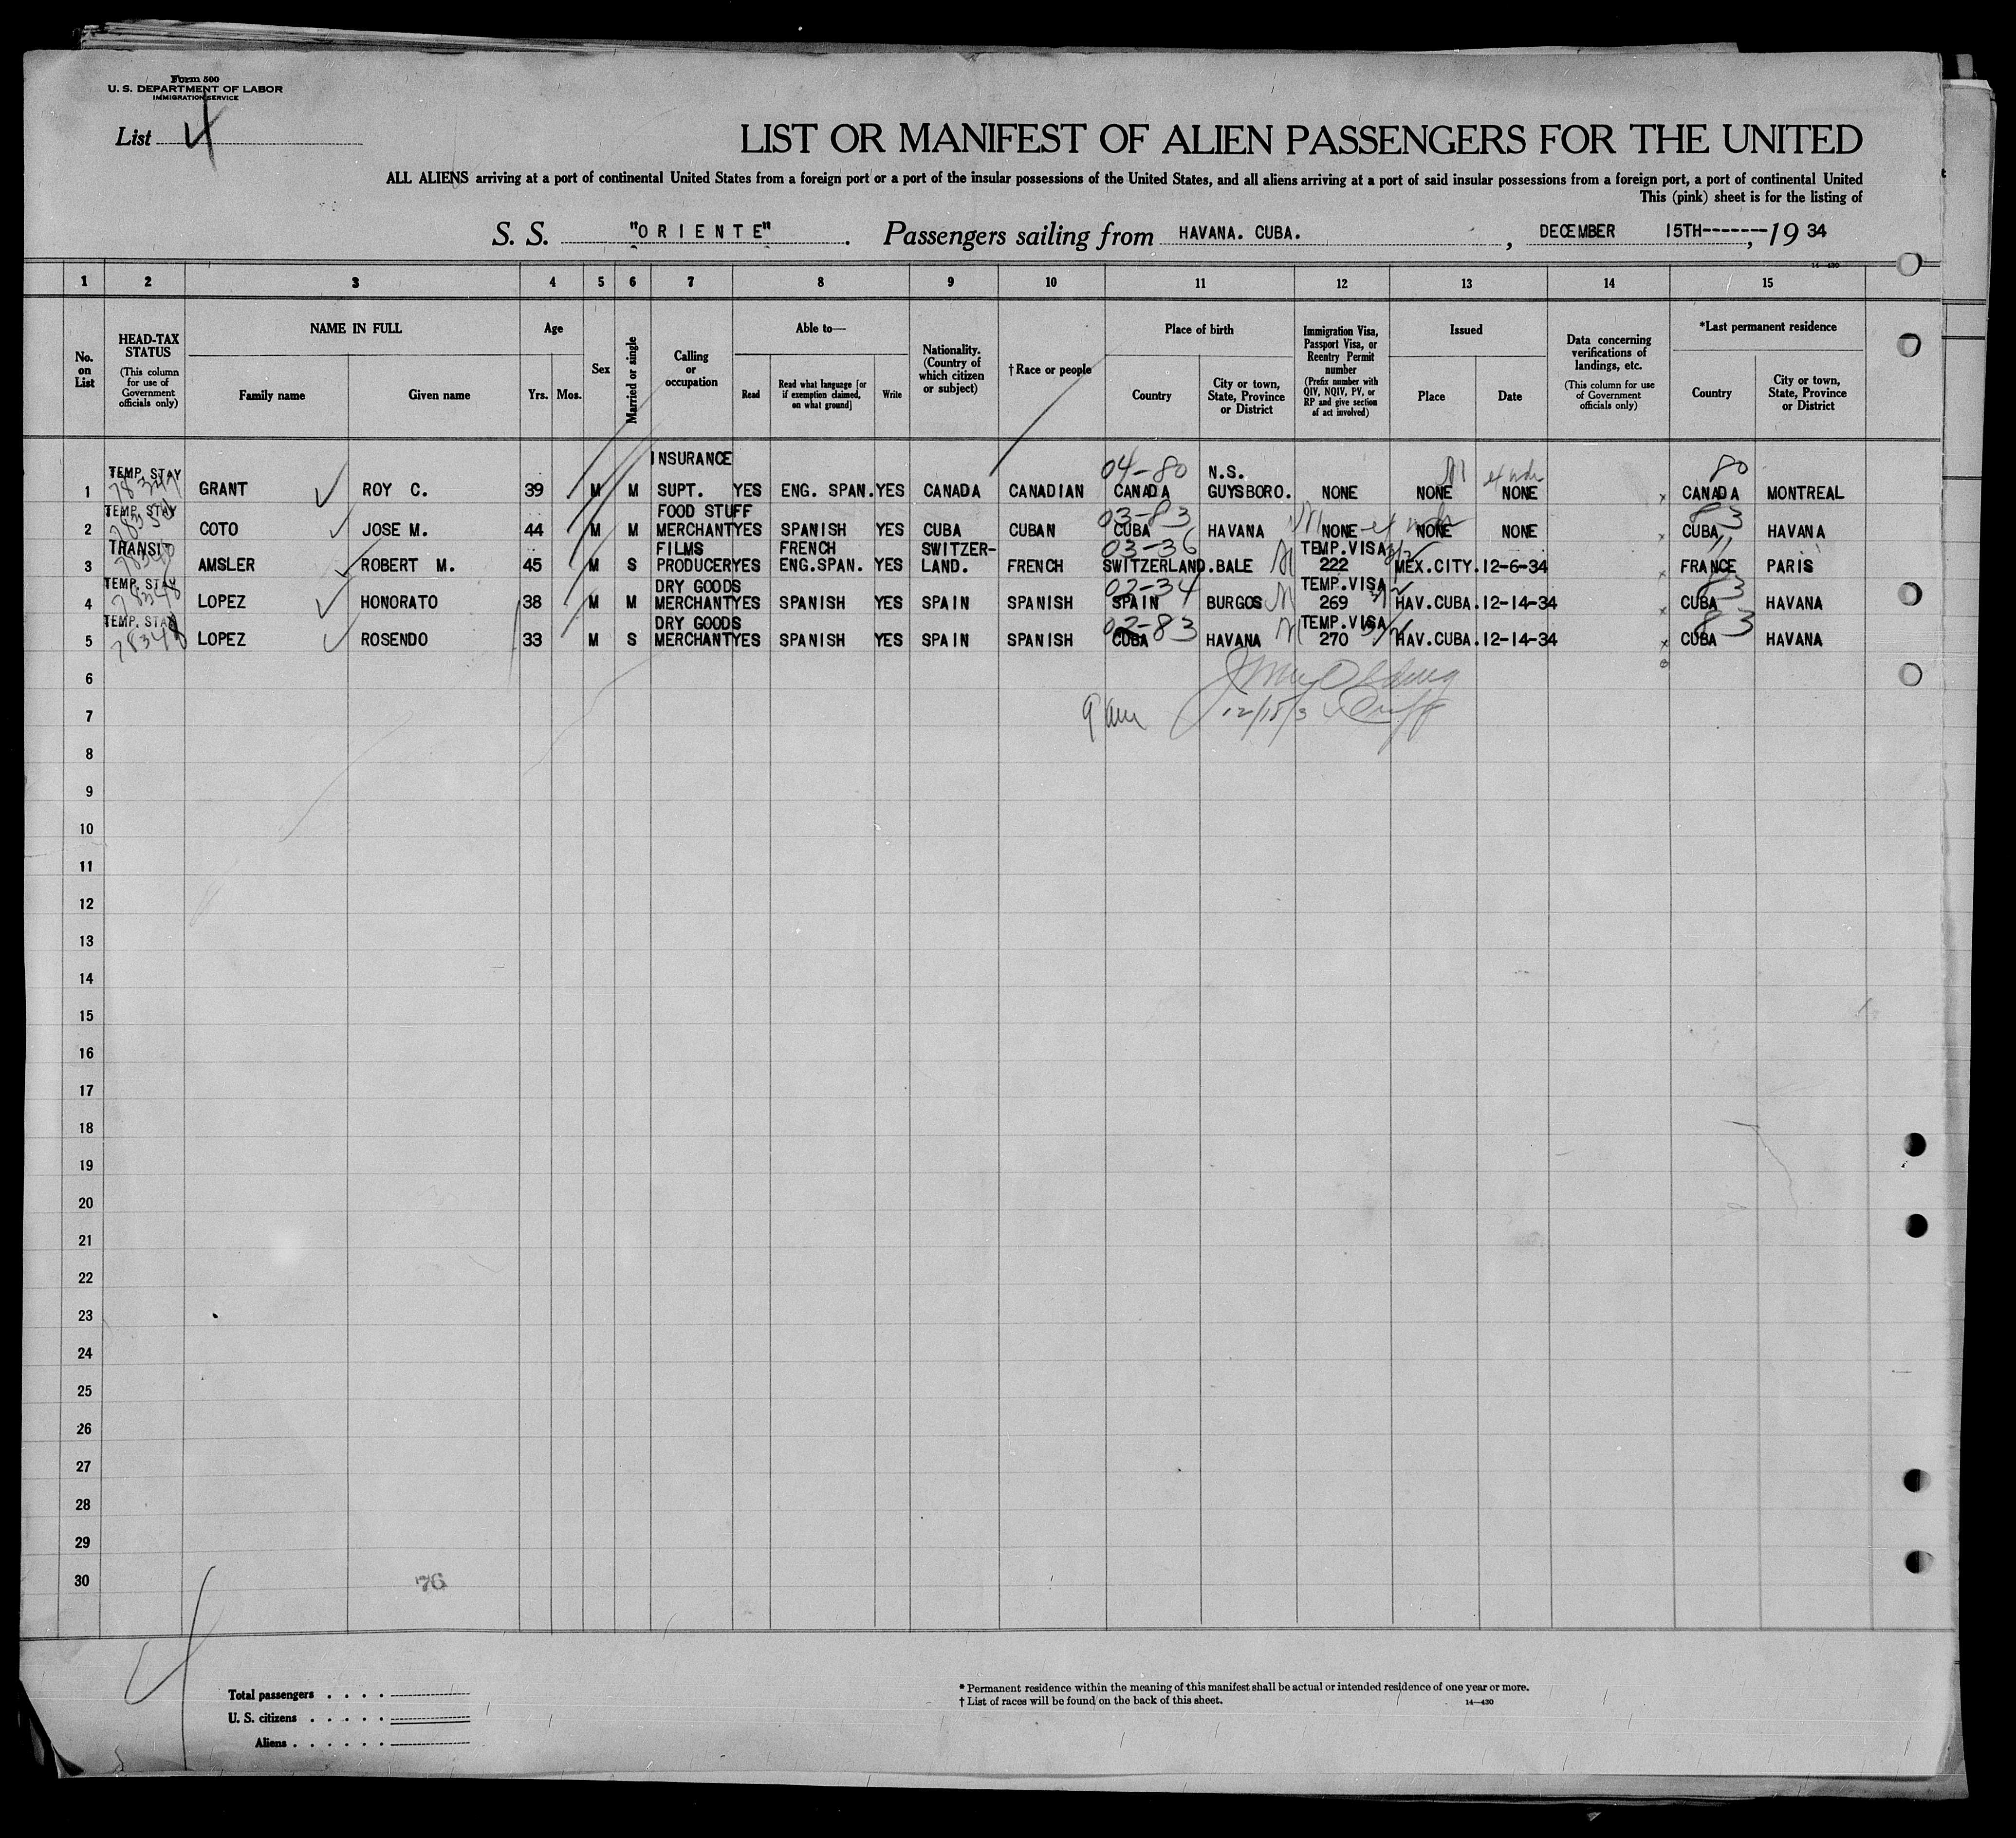 Form 500
U. S. DEPARTMENT OF LABOR
IMMIGRATION SERVICE
List 4
LIST OR MANIFEST OF ALIEN PASSENGERS FOR THE UNITED
ALL ALIENS arriving at a port of continental United States from a foreign port or a port of the insular possessions of the United States, and all aliens arriving at a port of said insular possessions from a foreign port, a port of continental United
This (pink) sheet is for the listing of
S. S. "ORIENTE". Passengers sailing from HAVANA. CUBA., DECEMBER 15TH-------, 19 34
14—430
1 2 3 4 5 6 7 8 9 10 11 12 13 14 15
No. on List
HEAD-TAX STATUS (This column for use of Government officials only)
NAME IN FULL
Family name Given name
Age
Yrs. Mos.
Sex
Married or single
Calling or occupation
Able to—
Read Read what language [or if exemption claimed, on what ground] Write
Nationality. (Country of which citizen or subject)
†Race or people
Place of birth
Country City or town, State, Province or District
Immigration Visa, Passport Visa, or Reentry Permit number (Prefix number with QIV, NQIV, PV, or RP and give section of act involved)
Issued
Place Date
Data concerning verifications of landings, etc. (This column for use of Government officials only)
*Last permanent residence
Country City or town, State, Province or District
INSURANCE 04-80 N.S. 80
TEMP. STAY
1 GRANT ROY C. 39 M M SUPT. YES ENG. SPAN. YES CANADA CANADIAN CANADA GUYSBORO. NONE NONE NONE x CANADA MONTREAL
TEMP. STAY FOOD STUFF 03-83 83
2 COTO JOSE M. 44 M M MERCHANT YES SPANISH YES CUBA CUBAN CUBA HAVANA NONE NONE NONE x CUBA HAVANA
TRANSIT FILMS FRENCH SWITZER- 03-36 TEMP.VISA 11
3 AMSLER ROBERT M. 45 M S PRODUCER YES ENG.SPAN. YES LAND. FRENCH SWITZERLAND. BALE 222 MEX.CITY. 12-6-34 x FRANCE PARIS
TEMP. STAY DRY GOODS 02-34 TEMP.VISA 83
4 LOPEZ HONORATO 38 M M MERCHANT YES SPANISH YES SPAIN SPANISH SPAIN BURGOS 269 HAV.CUBA. 12-14-34 x CUBA HAVANA
TEMP. STAY DRY GOODS 02-83 TEMP.VISA 83
78348
5 LOPEZ ROSENDO 33 M S MERCHANT YES SPANISH YES SPAIN SPANISH CUBA HAVANA 270 HAV.CUBA. 12-14-34 x CUBA HAVANA
6
7 9 am 12/15/34
8
9
10
11
12
13
14
15
16
17
18
19
20
21
22
23
24
25
26
27
28
29
30 76
4
Total passengers . . . .
U. S. citizens . . . . .
Aliens . . . . . .
* Permanent residence within the meaning of this manifest shall be actual or intended residence of one year or more.
† List of races will be found on the back of this sheet.
14—430